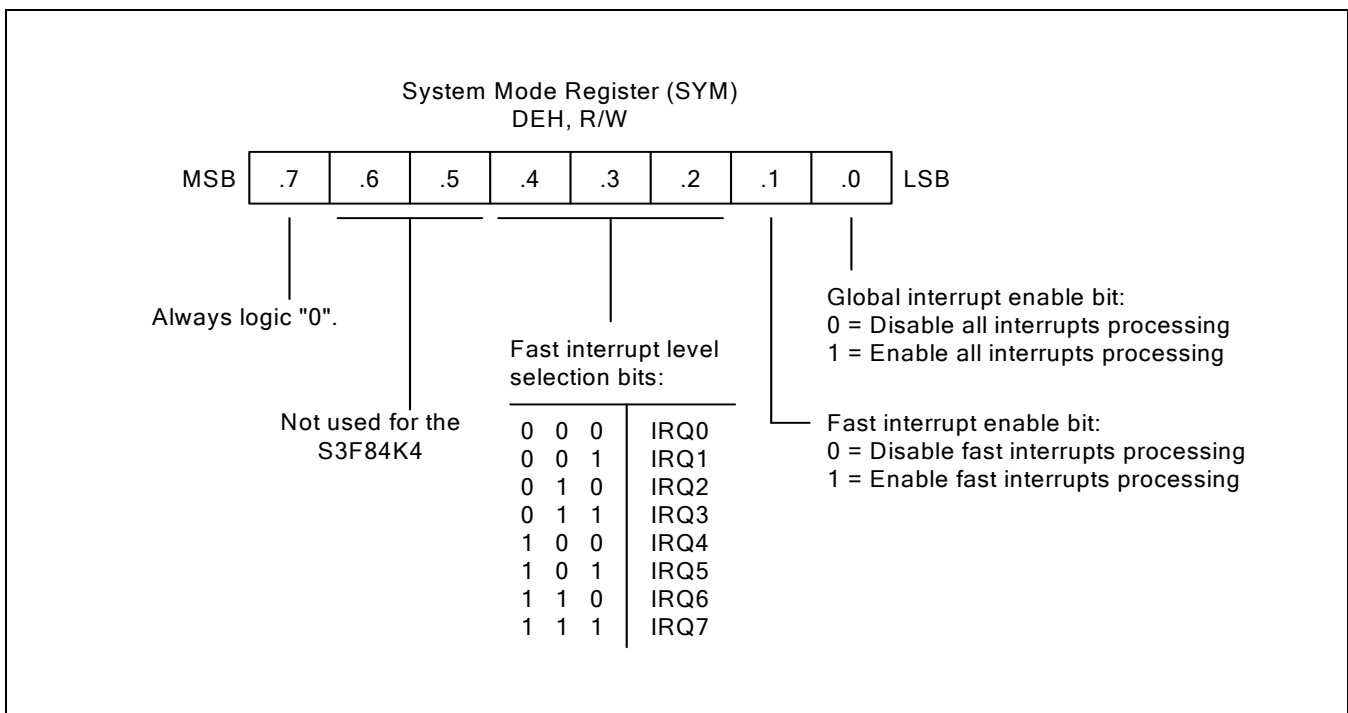 System Mode Register (SYM)
DEH, R/W
MSB .7 .6 .5 .4 .3 .2 .1 .0 LSB
Always logic "0".
Not used for the
S3F84K4
Fast interrupt level
selection bits:
0 0 0 IRQ0
0 0 1 IRQ1
0 1 0 IRQ2
0 1 1 IRQ3
1 0 0 IRQ4
1 0 1 IRQ5
1 1 0 IRQ6
1 1 1 IRQ7
Global interrupt enable bit:
0 = Disable all interrupts processing
1 = Enable all interrupts processing
Fast interrupt enable bit:
0 = Disable fast interrupts processing
1 = Enable fast interrupts processing